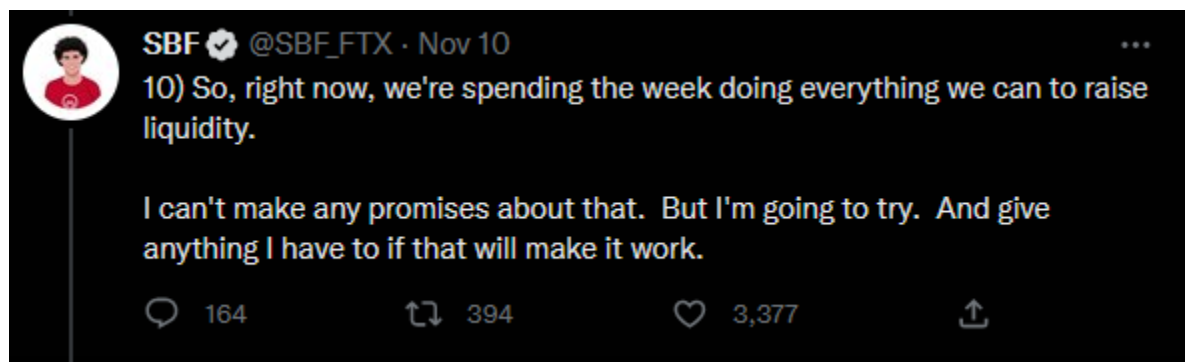 SBF @SBF_FTX · Nov 10
10) So, right now, we're spending the week doing everything we can to raise
liquidity.
I can't make any promises about that.  But I'm going to try.  And give
anything I have to if that will make it work.
164 394 3,377